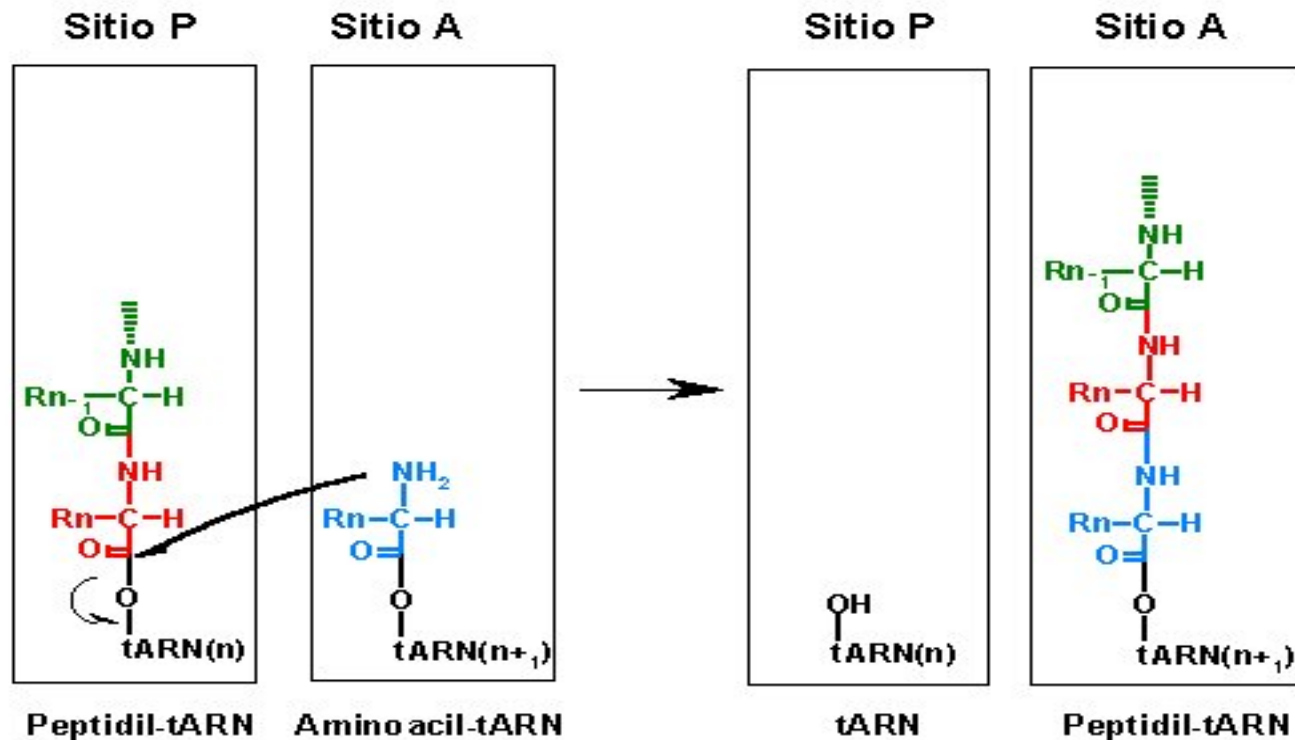 Sitio P Sitio A Sitio P Sitio A
NH
Rn-1 C H
O
NH
Rn C H
O
O
tARN(n)
NH2
Rn C H
O
O
tARN(n+1)
OH
tARN(n)
NH
Rn-1 C H
O
NH
Rn C H
O
NH
Rn C H
O
O
tARN(n+1)
Peptidil-tARN Aminoacil-tARN tARN Peptidil-tARN